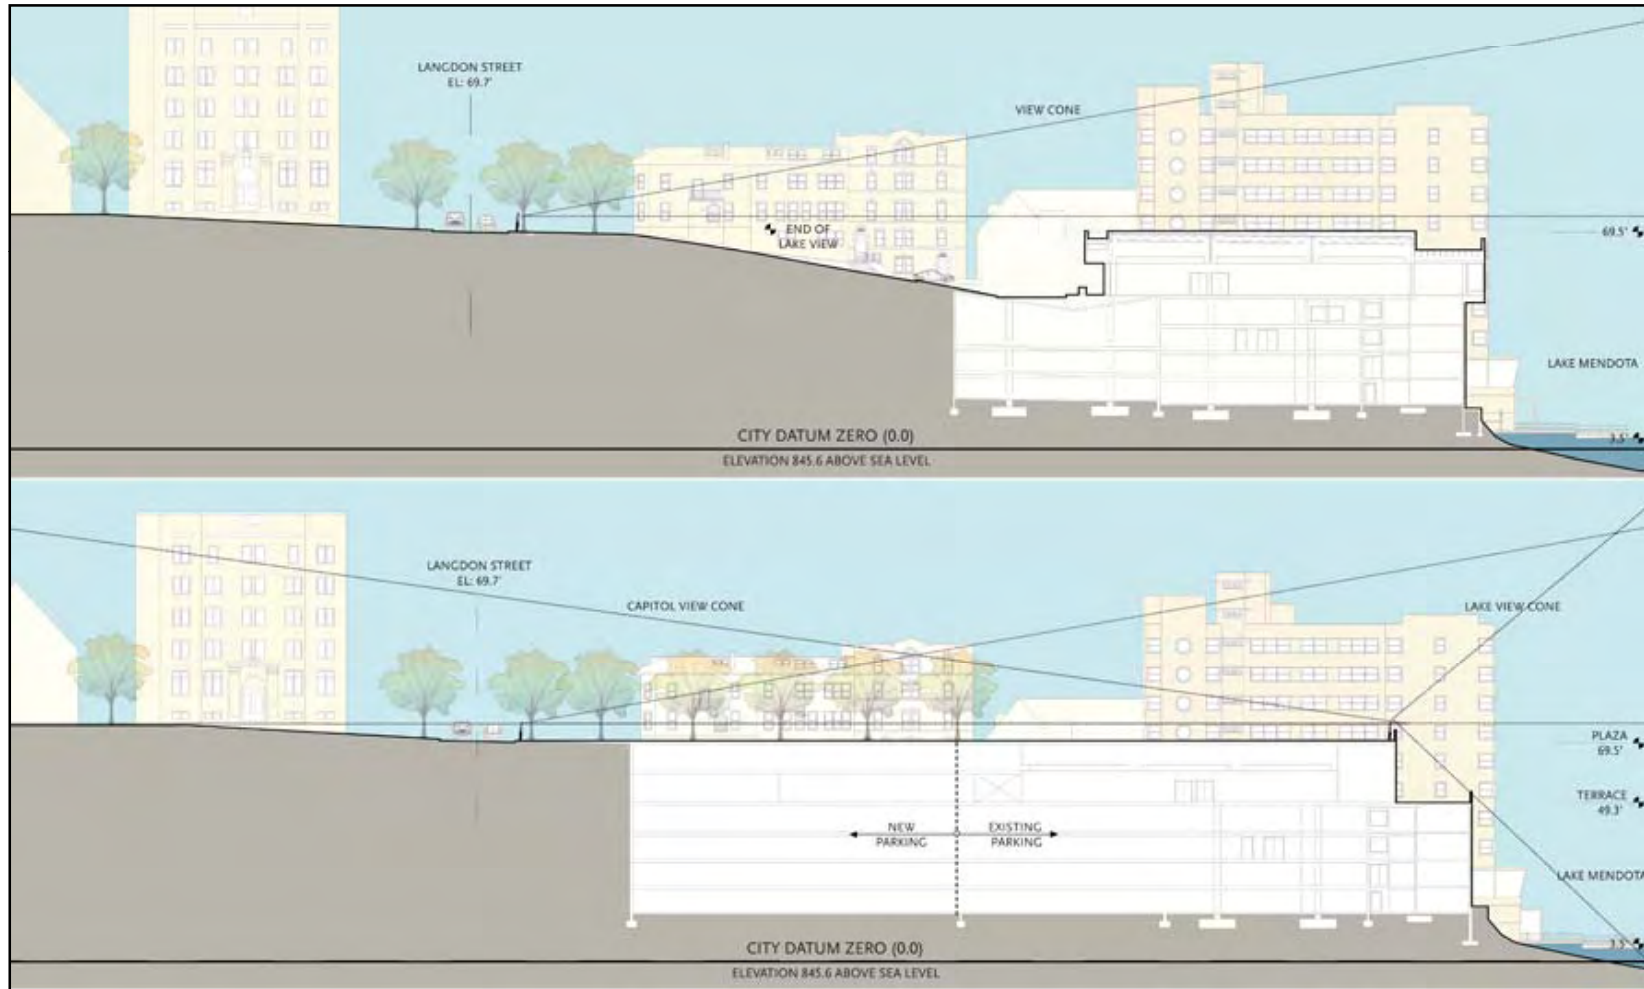 LANGDON STREET
EL: 69.7'
VIEW CONE
END OF
LAKE VIEW
69.5'
LAKE MENDOTA
CITY DATUM ZERO (0.0)
3.5'
ELEVATION 845.6 ABOVE SEA LEVEL
LANGDON STREET
EL: 69.7'
CAPITOL VIEW CONE
LAKE VIEW CONE
PLAZA
69.5'
TERRACE
49.3'
NEW
PARKING
EXISTING
PARKING
LAKE MENDOTA
CITY DATUM ZERO (0.0)
3.5'
ELEVATION 845.6 ABOVE SEA LEVEL